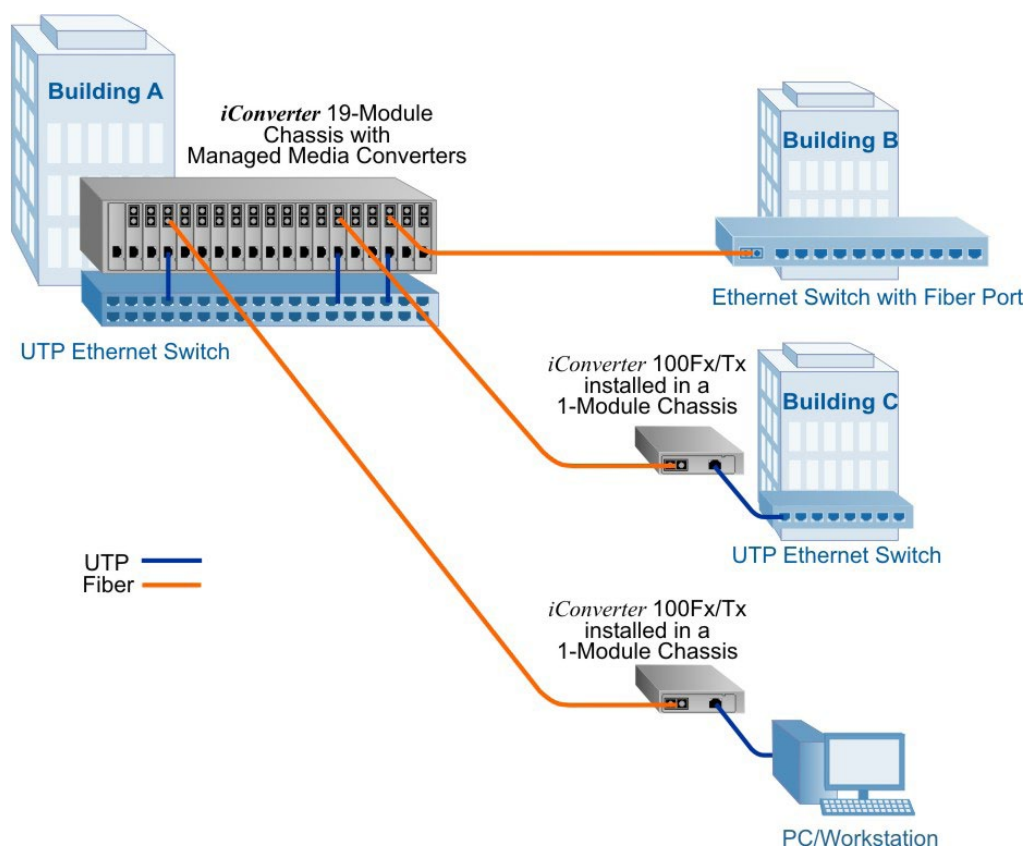 Building A
iConverter 19-Module
Chassis with
Managed Media Converters
Building B
Ethernet Switch with Fiber Port
UTP Ethernet Switch
iConverter 100Fx/Tx
installed in a
1-Module Chassis
Building C
UTP Ethernet Switch
UTP
Fiber
iConverter 100Fx/Tx
installed in a
1-Module Chassis
PC/Workstation